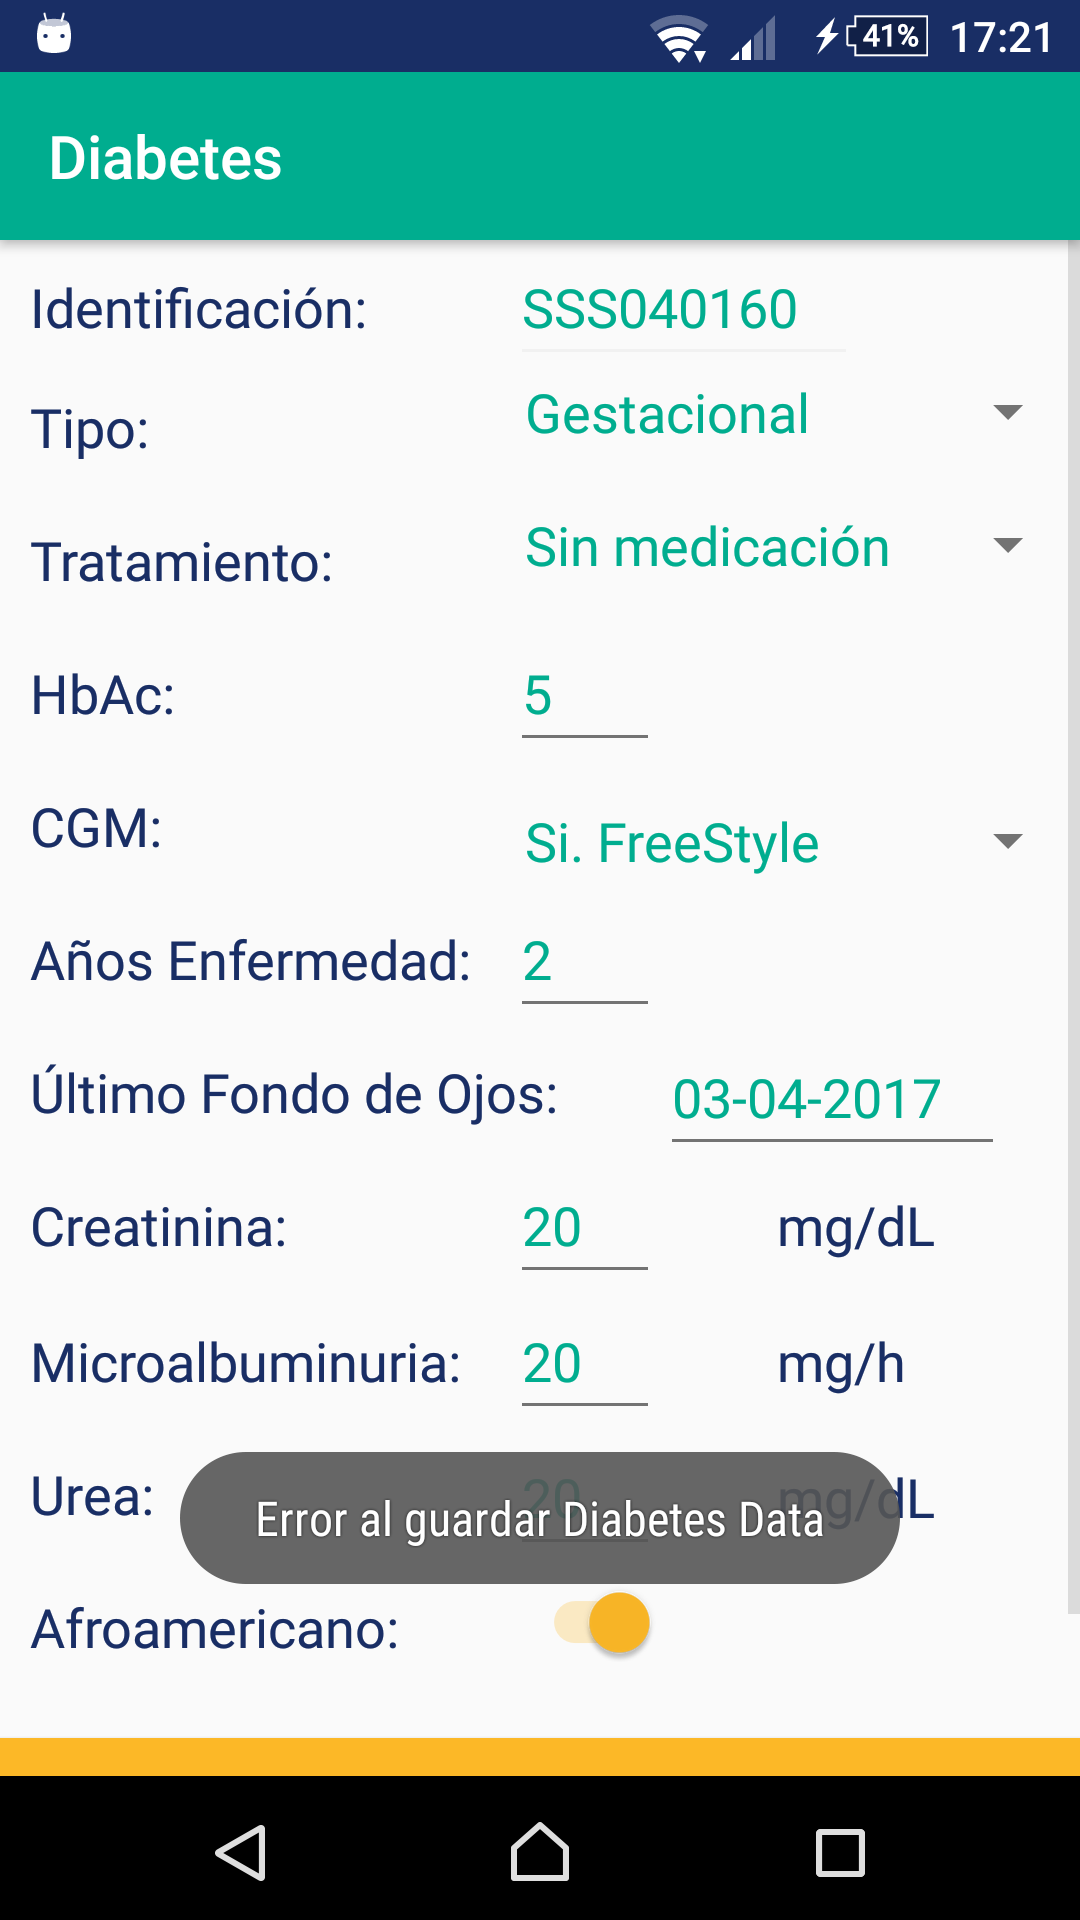 41% 17:21
Diabetes
Identificación: SSS040160
Tipo: Gestacional
Tratamiento: Sin medicación
HbAc: 5
CGM: Si. FreeStyle
Años Enfermedad: 2
Último Fondo de Ojos: 03-04-2017
Creatinina: 20 mg/dL
Microalbuminuria: 20 mg/h
Urea: 20 mg/dL
Error al guardar Diabetes Data
Afroamericano: